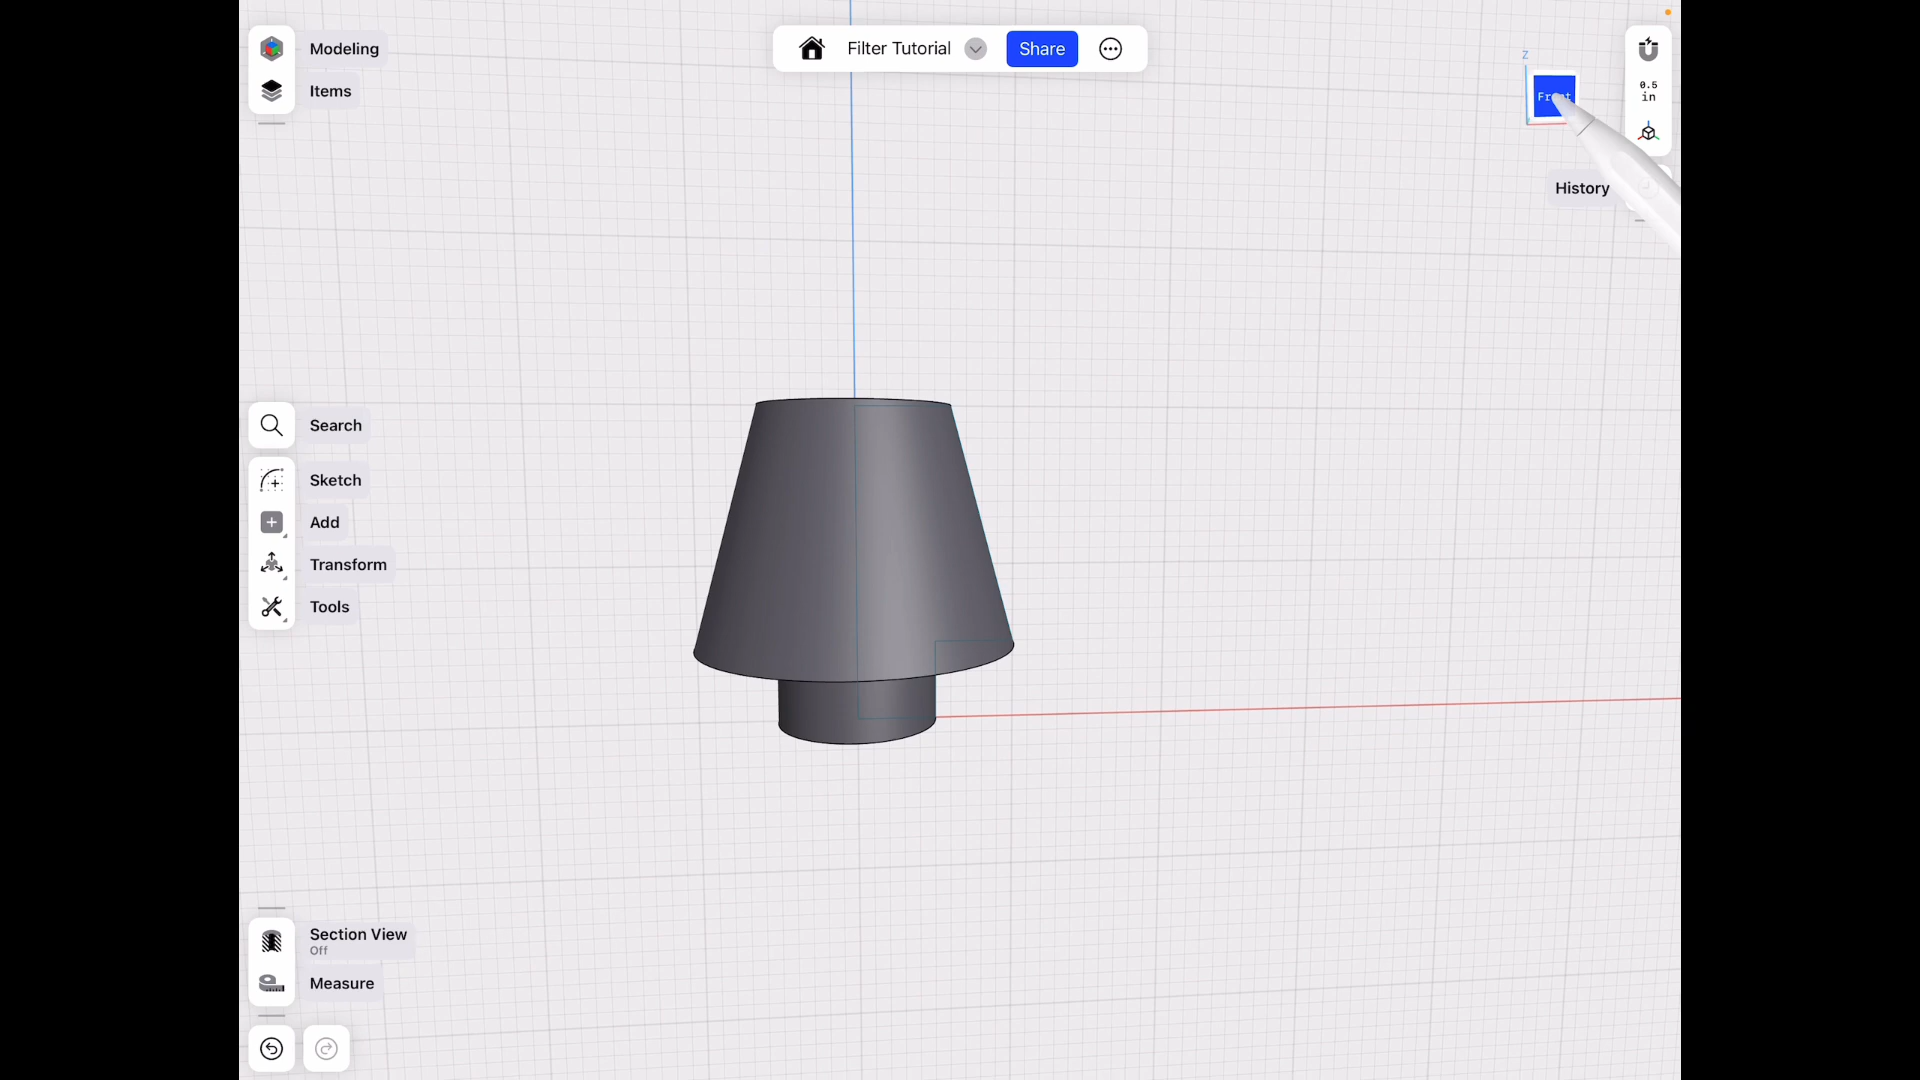 Modeling
Items
Filter Tutorial
Share
Z
0.5
in
History
Search
Sketch
Add
Transform
Tools
Section View
Off
Measure